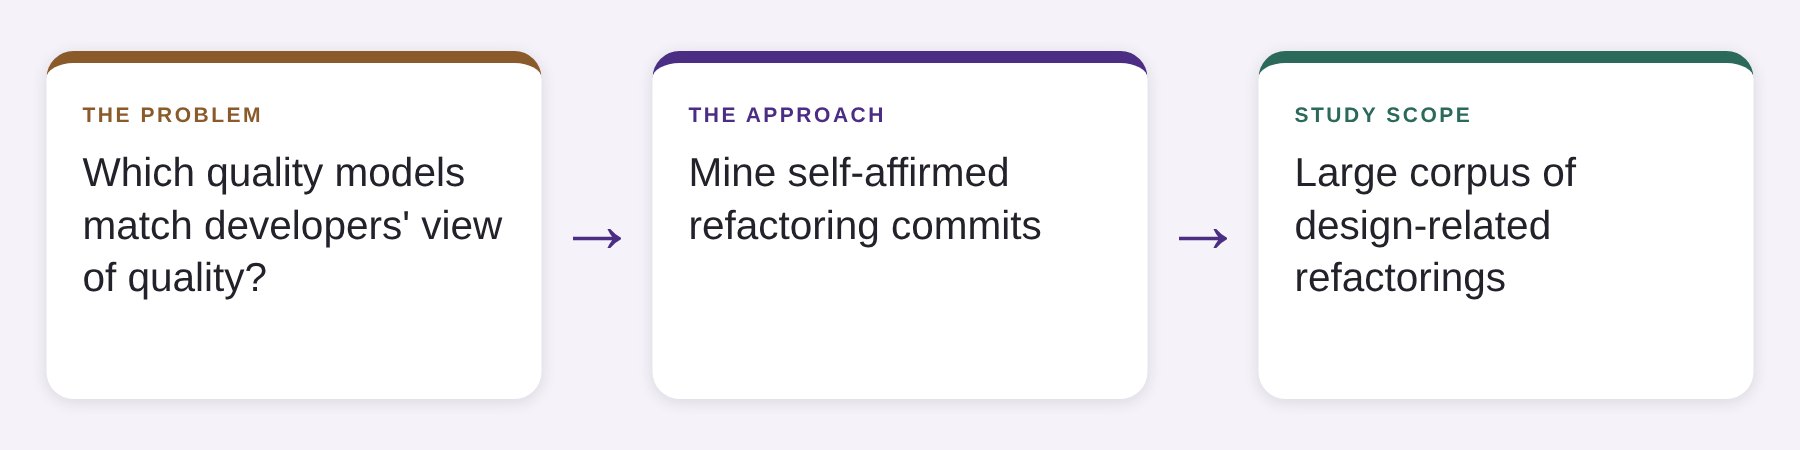 THE PROBLEM
Which quality models
match developers' view
of quality?
→
THE APPROACH
Mine self-affirmed
refactoring commits
→
STUDY SCOPE
Large corpus of
design-related
refactorings